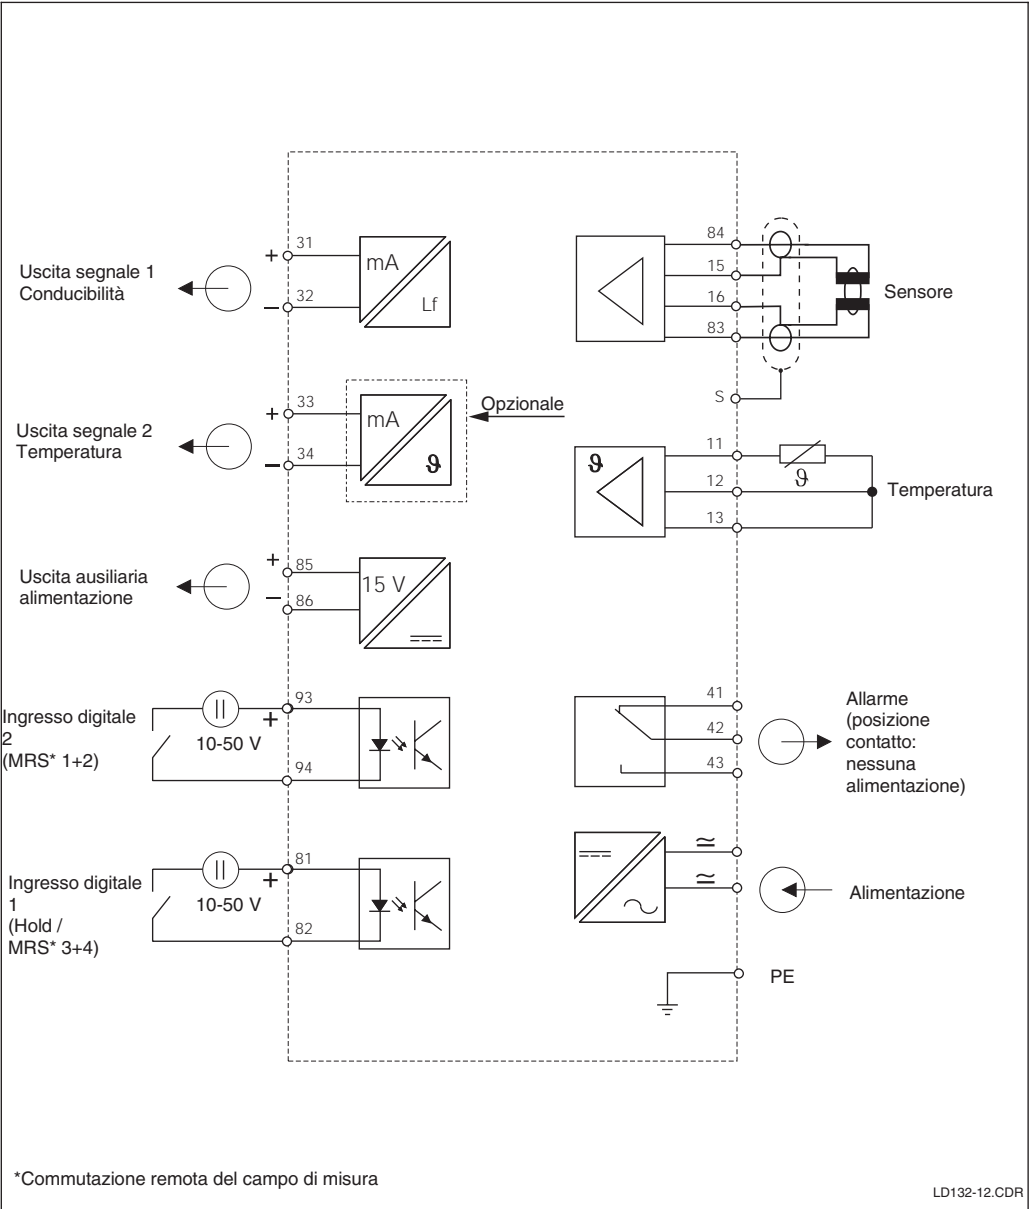 + 31
mA
Uscita segnale 1
Conducibilità
– 32
Lf
84
15
16
83
Sensore
S
+ 33
mA
Opzionale
Uscita segnale 2
Temperatura
– 34
ϑ
ϑ
11
ϑ
12
13
Temperatura
+ 85
15 V
Uscita ausiliaria
alimentazione
– 86
93
+
10-50 V
Ingresso digitale
2
(MRS* 1+2)
94
41
42
43
Allarme
(posizione
contatto:
nessuna
alimentazione)
81
+
10-50 V
Ingresso digitale
1
(Hold /
MRS* 3+4)
82
≃
≃
Alimentazione
PE
*Commutazione remota del campo di misura
LD132-12.CDR